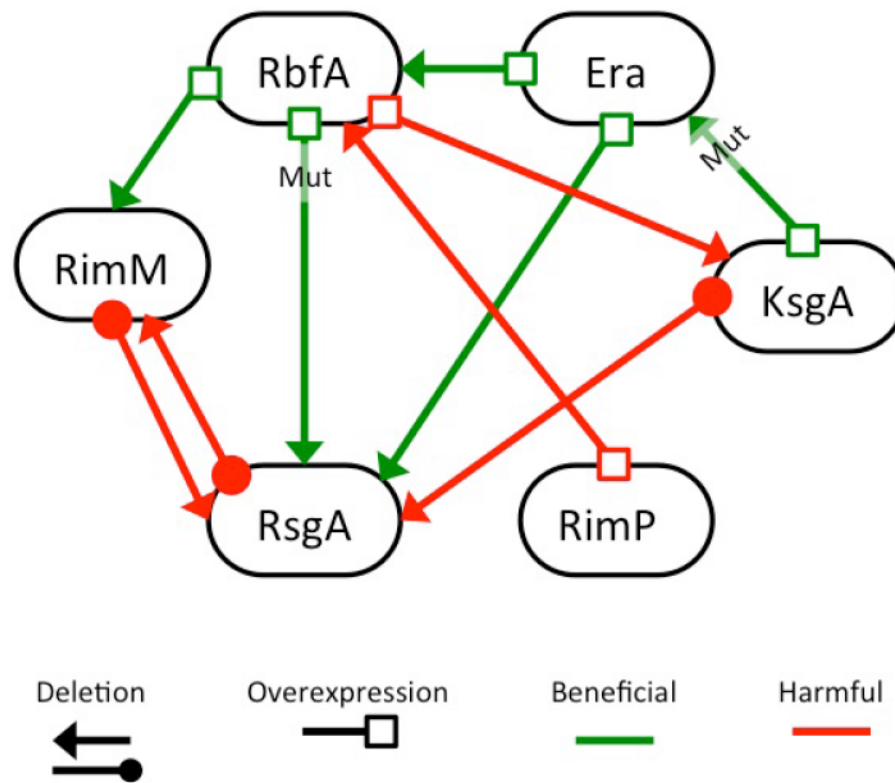 RbfA
Era
Mut
Mut
RimM
KsgA
RsgA
RimP
Deletion
Overexpression
Beneficial
Harmful